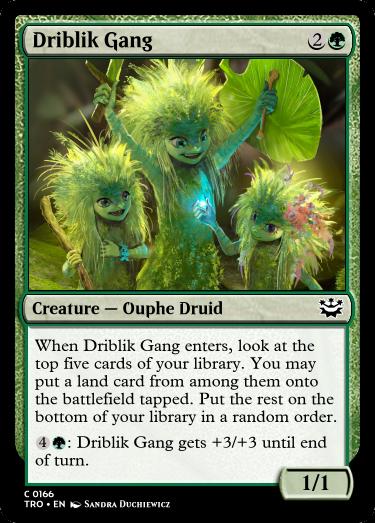 Driblik Gang 2
Creature — Ouphe Druid
When Driblik Gang enters, look at the
top five cards of your library. You may
put a land card from among them onto
the battlefield tapped. Put the rest on the
bottom of your library in a random order.
4: Driblik Gang gets +3/+3 until end
of turn.
1/1
C 0166
TRO • EN Sandra Duchiewicz